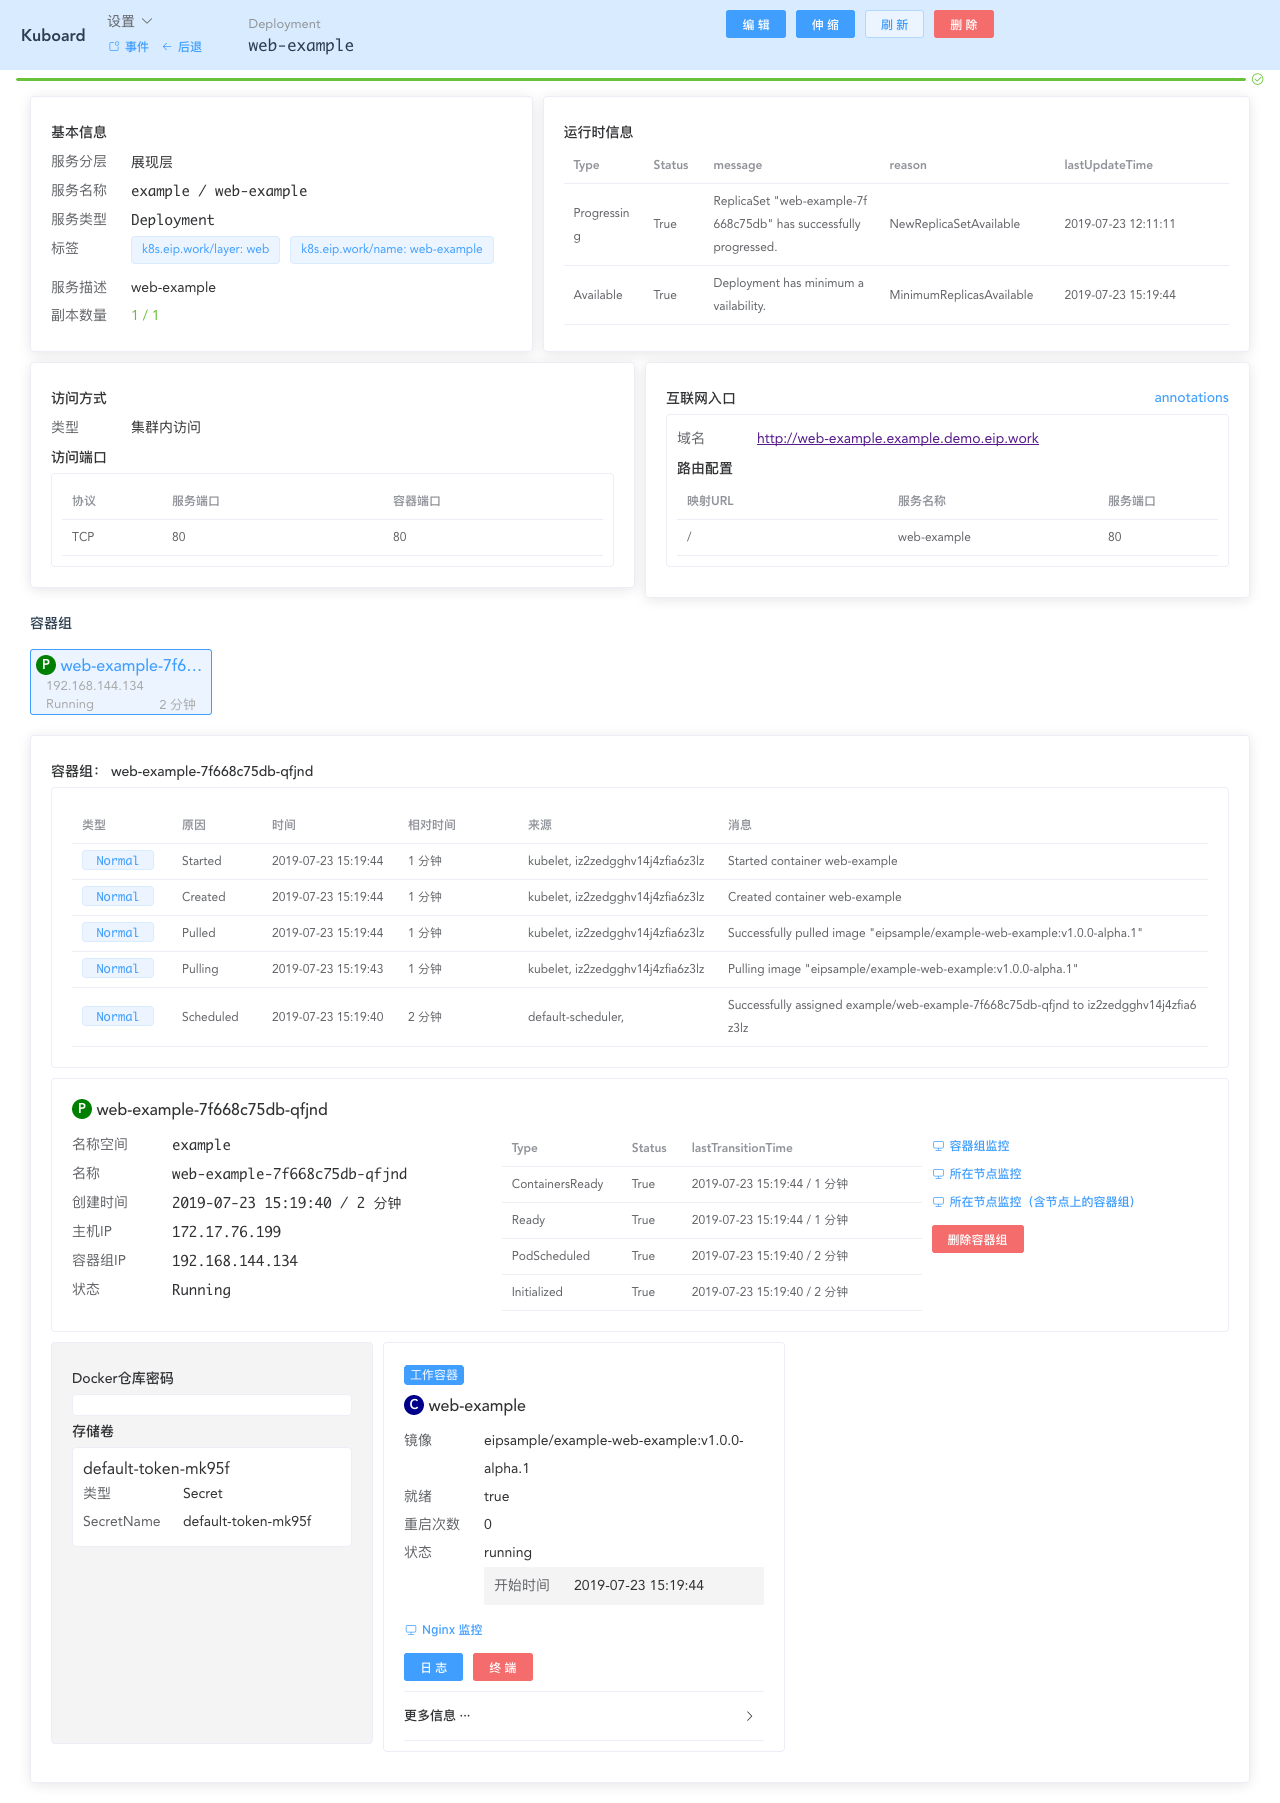 Kuboard
设置
事件 后退
Deployment
web-example
编 辑 伸 缩 刷 新 删 除
基本信息
服务分层 展现层
服务名称 example / web-example
服务类型 Deployment
标签 k8s.eip.work/layer: web k8s.eip.work/name: web-example
服务描述 web-example
副本数量 1 / 1
运行时信息
Type Status message reason lastUpdateTime
Progressin
g
True
ReplicaSet "web-example-7f
668c75db" has successfully
progressed.
NewReplicaSetAvailable 2019-07-23 12:11:11
Available True
Deployment has minimum a
vailability.
MinimumReplicasAvailable 2019-07-23 15:19:44
访问方式
类型 集群内访问
访问端口
协议 服务端口 容器端口
TCP 80 80
互联网入口 annotations
域名 http://web-example.example.demo.eip.work
路由配置
映射URL 服务名称 服务端口
/ web-example 80
容器组
P web-example-7f6...
192.168.144.134
Running 2 分钟
容器组： web-example-7f668c75db-qfjnd
类型 原因 时间 相对时间 来源 消息
Normal Started 2019-07-23 15:19:44 1 分钟 kubelet, iz2zedgghv14j4zfia6z3lz Started container web-example
Normal Created 2019-07-23 15:19:44 1 分钟 kubelet, iz2zedgghv14j4zfia6z3lz Created container web-example
Normal Pulled 2019-07-23 15:19:44 1 分钟 kubelet, iz2zedgghv14j4zfia6z3lz Successfully pulled image "eipsample/example-web-example:v1.0.0-alpha.1"
Normal Pulling 2019-07-23 15:19:43 1 分钟 kubelet, iz2zedgghv14j4zfia6z3lz Pulling image "eipsample/example-web-example:v1.0.0-alpha.1"
Normal Scheduled 2019-07-23 15:19:40 2 分钟 default-scheduler, Successfully assigned example/web-example-7f668c75db-qfjnd to iz2zedgghv14j4zfia6
z3lz
P web-example-7f668c75db-qfjnd
名称空间 example
名称 web-example-7f668c75db-qfjnd
创建时间 2019-07-23 15:19:40 / 2 分钟
主机IP 172.17.76.199
容器组IP 192.168.144.134
状态 Running
Type Status lastTransitionTime
ContainersReady True 2019-07-23 15:19:44 / 1 分钟
Ready True 2019-07-23 15:19:44 / 1 分钟
PodScheduled True 2019-07-23 15:19:40 / 2 分钟
Initialized True 2019-07-23 15:19:40 / 2 分钟
容器组监控
所在节点监控
所在节点监控（含节点上的容器组）
删除容器组
Docker仓库密码
存储卷
default-token-mk95f
类型 Secret
SecretName default-token-mk95f
工作容器
C web-example
镜像 eipsample/example-web-example:v1.0.0-
alpha.1
就绪 true
重启次数 0
状态 running
开始时间 2019-07-23 15:19:44
Nginx 监控
日 志 终 端
更多信息 ···